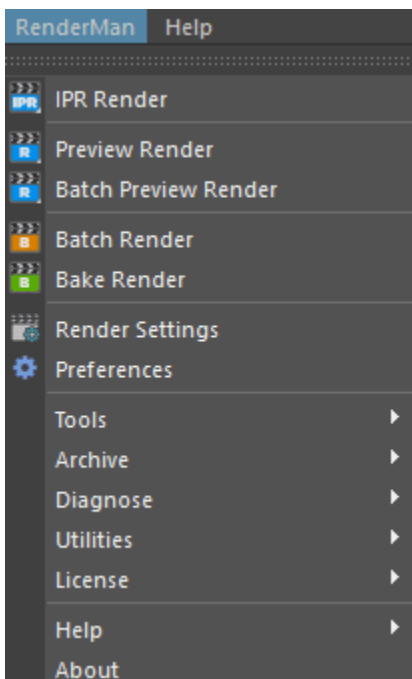 RenderMan Help
IPR IPR Render
R Preview Render
R Batch Preview Render
B Batch Render
B Bake Render
Render Settings
Preferences
Tools
Archive
Diagnose
Utilities
License
Help
About